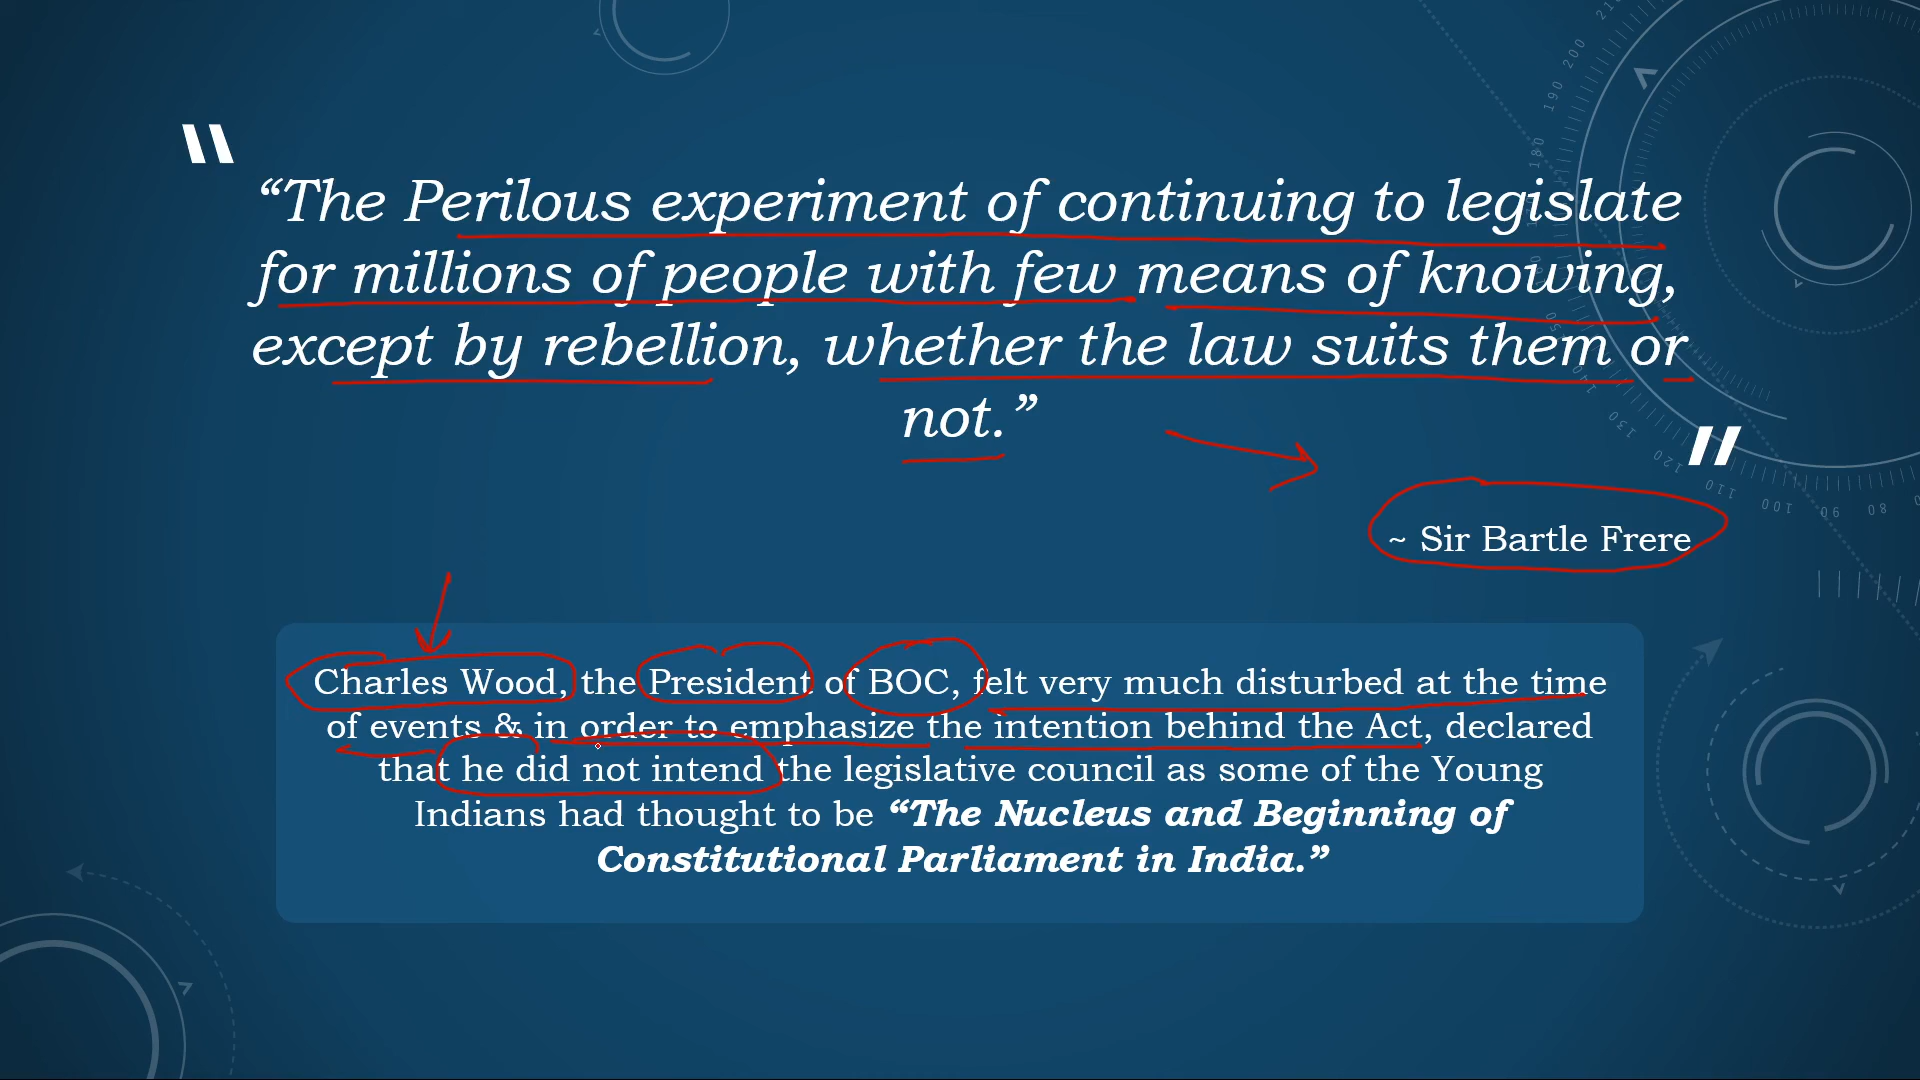 “The Perilous experiment of continuing to legislate
for millions of people with few means of knowing,
except by rebellion, whether the law suits them or
not.”
~ Sir Bartle Frere
Charles Wood, the President of BOC, felt very much disturbed at the time
of events & in order to emphasize the intention behind the Act, declared
that he did not intend the legislative council as some of the Young
Indians had thought to be “The Nucleus and Beginning of
Constitutional Parliament in India.”